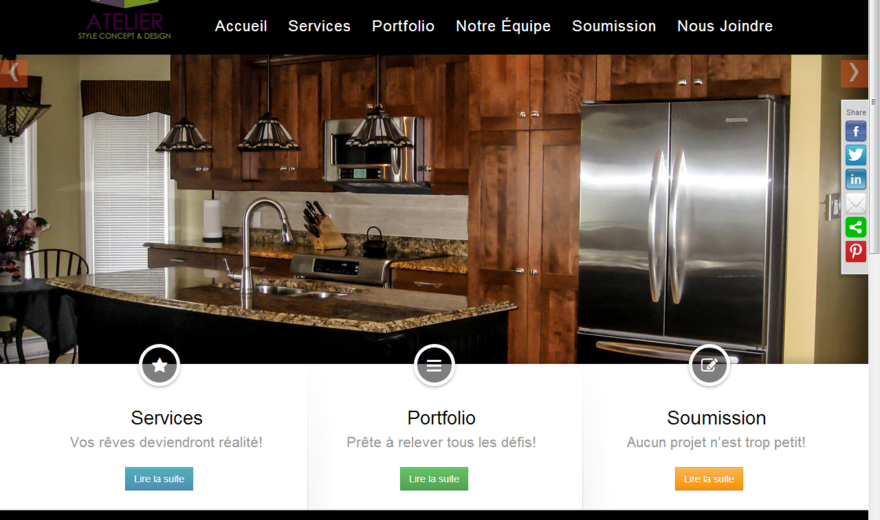 ATELIER
STYLE CONCEPT & DESIGN
Accueil Services Portfolio Notre Équipe Soumission Nous Joindre
Share
Services
Vos rêves deviendront réalité!
Lire la suite
Portfolio
Prête à relever tous les défis!
Lire la suite
Soumission
Aucun projet n'est trop petit!
Lire la suite